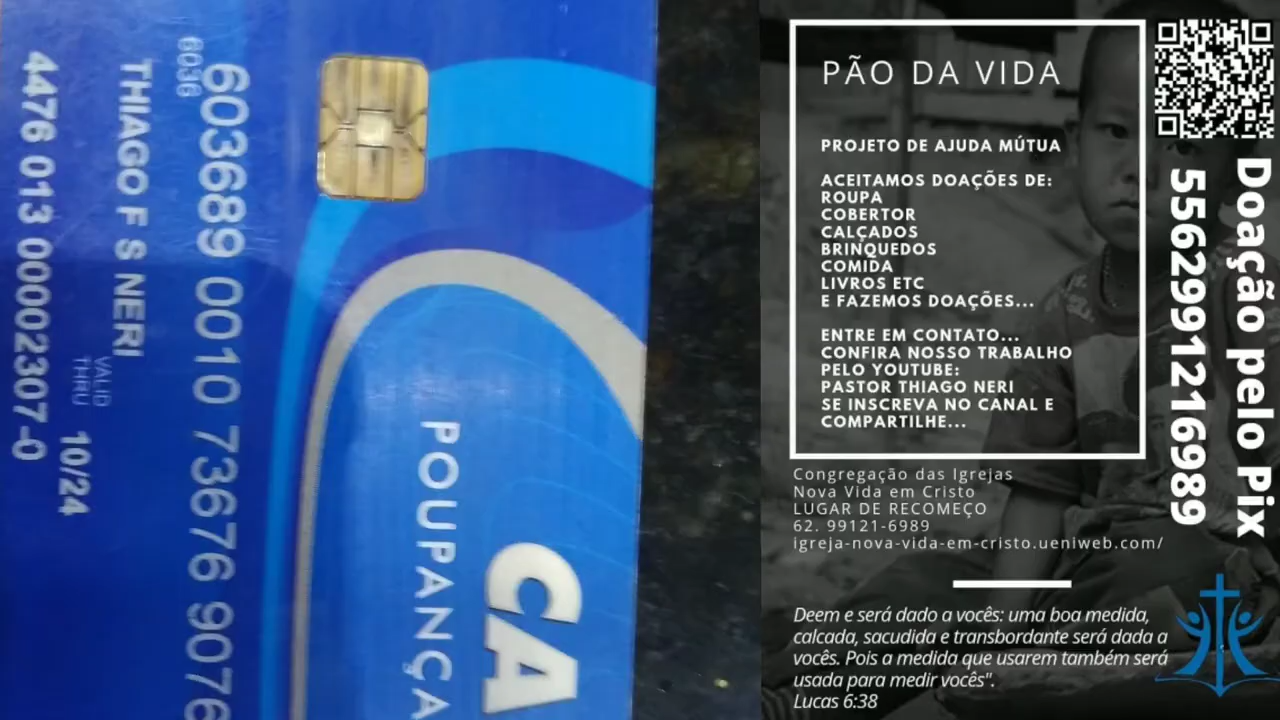 603689 0010 73676 9076
6036
THIAGO F S NERI
VALID
THRU
10/24
4476 013 00002307-0
POUPANÇA
CA
PÃO DA VIDA
PROJETO DE AJUDA MÚTUA
ACEITAMOS DOAÇÕES DE:
ROUPA
COBERTOR
CALÇADOS
BRINQUEDOS
COMIDA
LIVROS ETC
E FAZEMOS DOAÇÕES...
ENTRE EM CONTATO...
CONFIRA NOSSO TRABALHO
PELO YOUTUBE:
PASTOR THIAGO NERI
SE INSCREVA NO CANAL E
COMPARTILHE...
Congregação das Igrejas
Nova Vida em Cristo
LUGAR DE RECOMEÇO
62. 99121-6989
igreja-nova-vida-em-cristo.ueniweb.com/
Deem e será dado a vocês: uma boa medida,
calcada, sacudida e transbordante será dada a
vocês. Pois a medida que usarem também será
usada para medir vocês".
Lucas 6:38
Doação pelo Pix
5562991216989